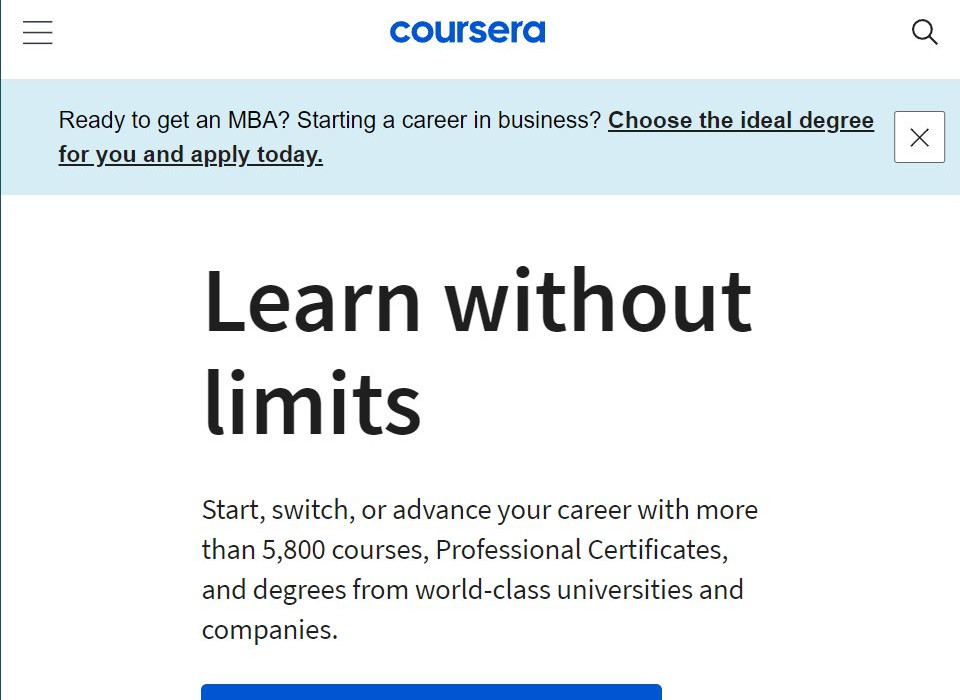 coursera
Ready to get an MBA? Starting a career in business? Choose the ideal degree
for you and apply today.
Learn without
limits
Start, switch, or advance your career with more
than 5,800 courses, Professional Certificates,
and degrees from world-class universities and
companies.